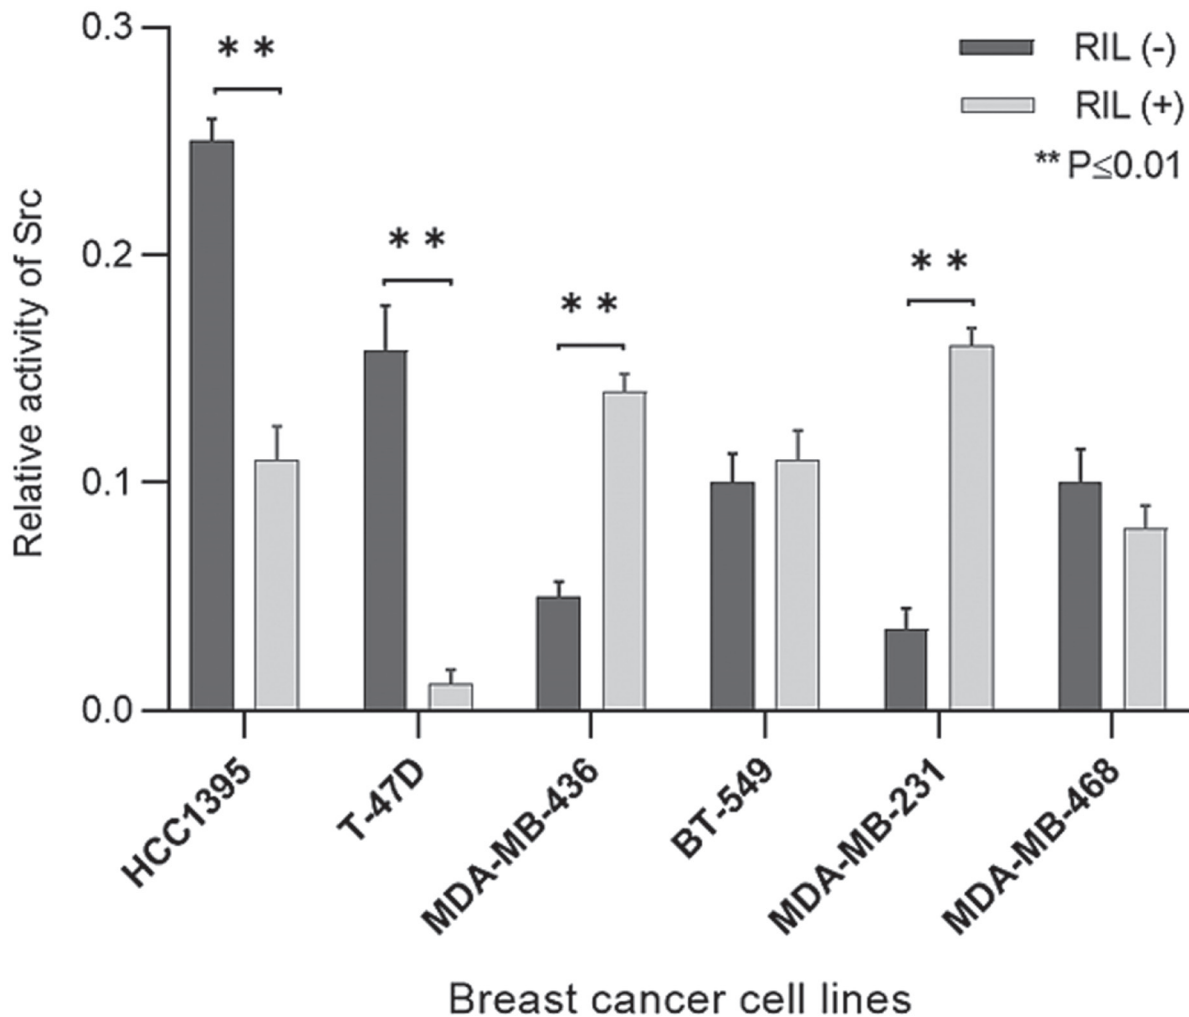 0.3
0.2
0.1
0.0
Relative activity of Src
* *
* *
* *
* *
RIL (-)
RIL (+)
** P≤0.01
HCC1395
T-47D
MDA-MB-436
BT-549
MDA-MB-231
MDA-MB-468
Breast cancer cell lines